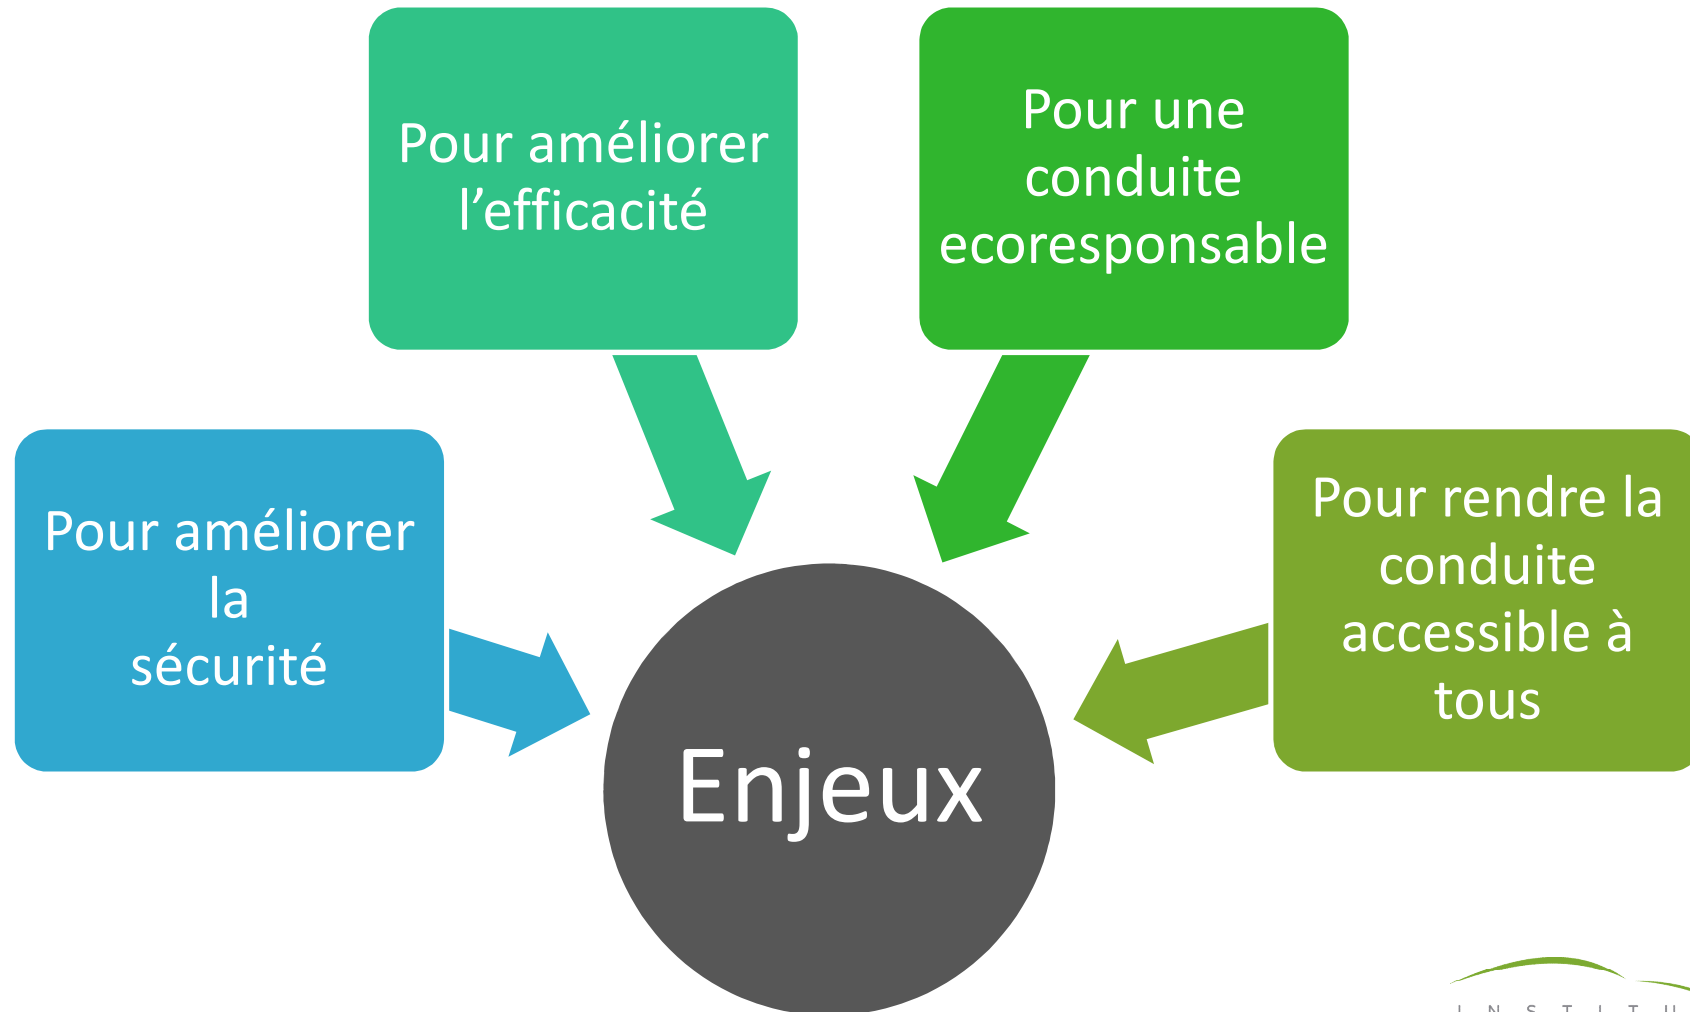 Pour améliorer
l’efficacité
Pour une
conduite
ecoresponsable
Pour améliorer
la
sécurité
Pour rendre la
conduite
accessible à
tous
Enjeux
I N S T I T U